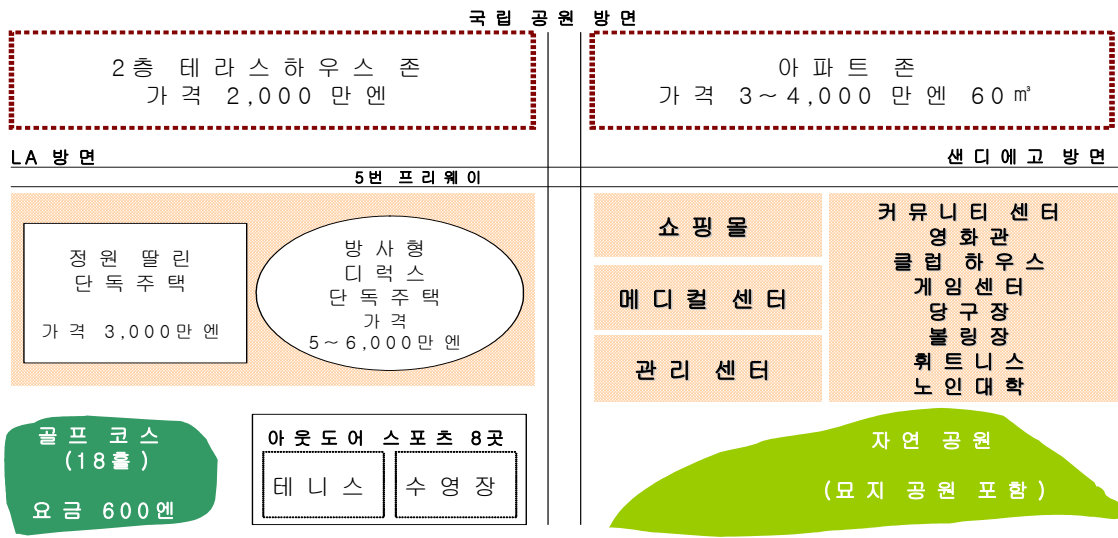 국립 공원 방면
2층 테라스하우스 존
가격 2,000 만엔
아파트 존
가격 3~4,000 만엔 60㎥
LA 방면
샌디에고 방면
5번 프리웨이
정원 딸린
단독주택
가격 3,000만엔
방사형
디럭스
단독주택
가격
5~6,000만엔
쇼핑몰
메디컬 센터
관리 센터
커뮤니티 센터
영화관
클럽 하우스
게임센터
당구장
볼링장
휘트니스
노인대학
골프 코스
(18홀)
요금 600엔
아웃도어 스포츠 8곳
테니스
수영장
자연 공원
(묘지 공원 포함)